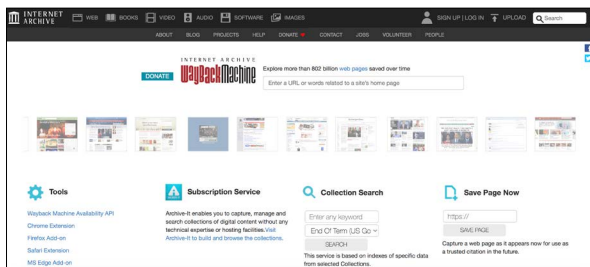 INTERNET ARCHIVE
WEB BOOKS VIDEO AUDIO SOFTWARE IMAGES
SIGN UP | LOG IN UPLOAD Search
ABOUT BLOG PROJECTS HELP DONATE CONTACT JOBS VOLUNTEER PEOPLE
DONATE
INTERNET ARCHIVE
WayBackMachine
Explore more than 802 billion web pages saved over time
Enter a URL or words related to a site's home page
Tools
Wayback Machine Availability API
Chrome Extension
Firefox Add-on
Safari Extension
MS Edge Add-on
Subscription Service
Archive-It enables you to capture, manage and
search collections of digital content without any
technical expertise or hosting facilities.Visit
Archive-It to build and browse the collections.
Collection Search
Enter any keyword
End Of Term (US Go
SEARCH
This service is based on indexes of specific data
from selected Collections.
Save Page Now
https://
SAVE PAGE
Capture a web page as it appears now for use as
a trusted citation in the future.